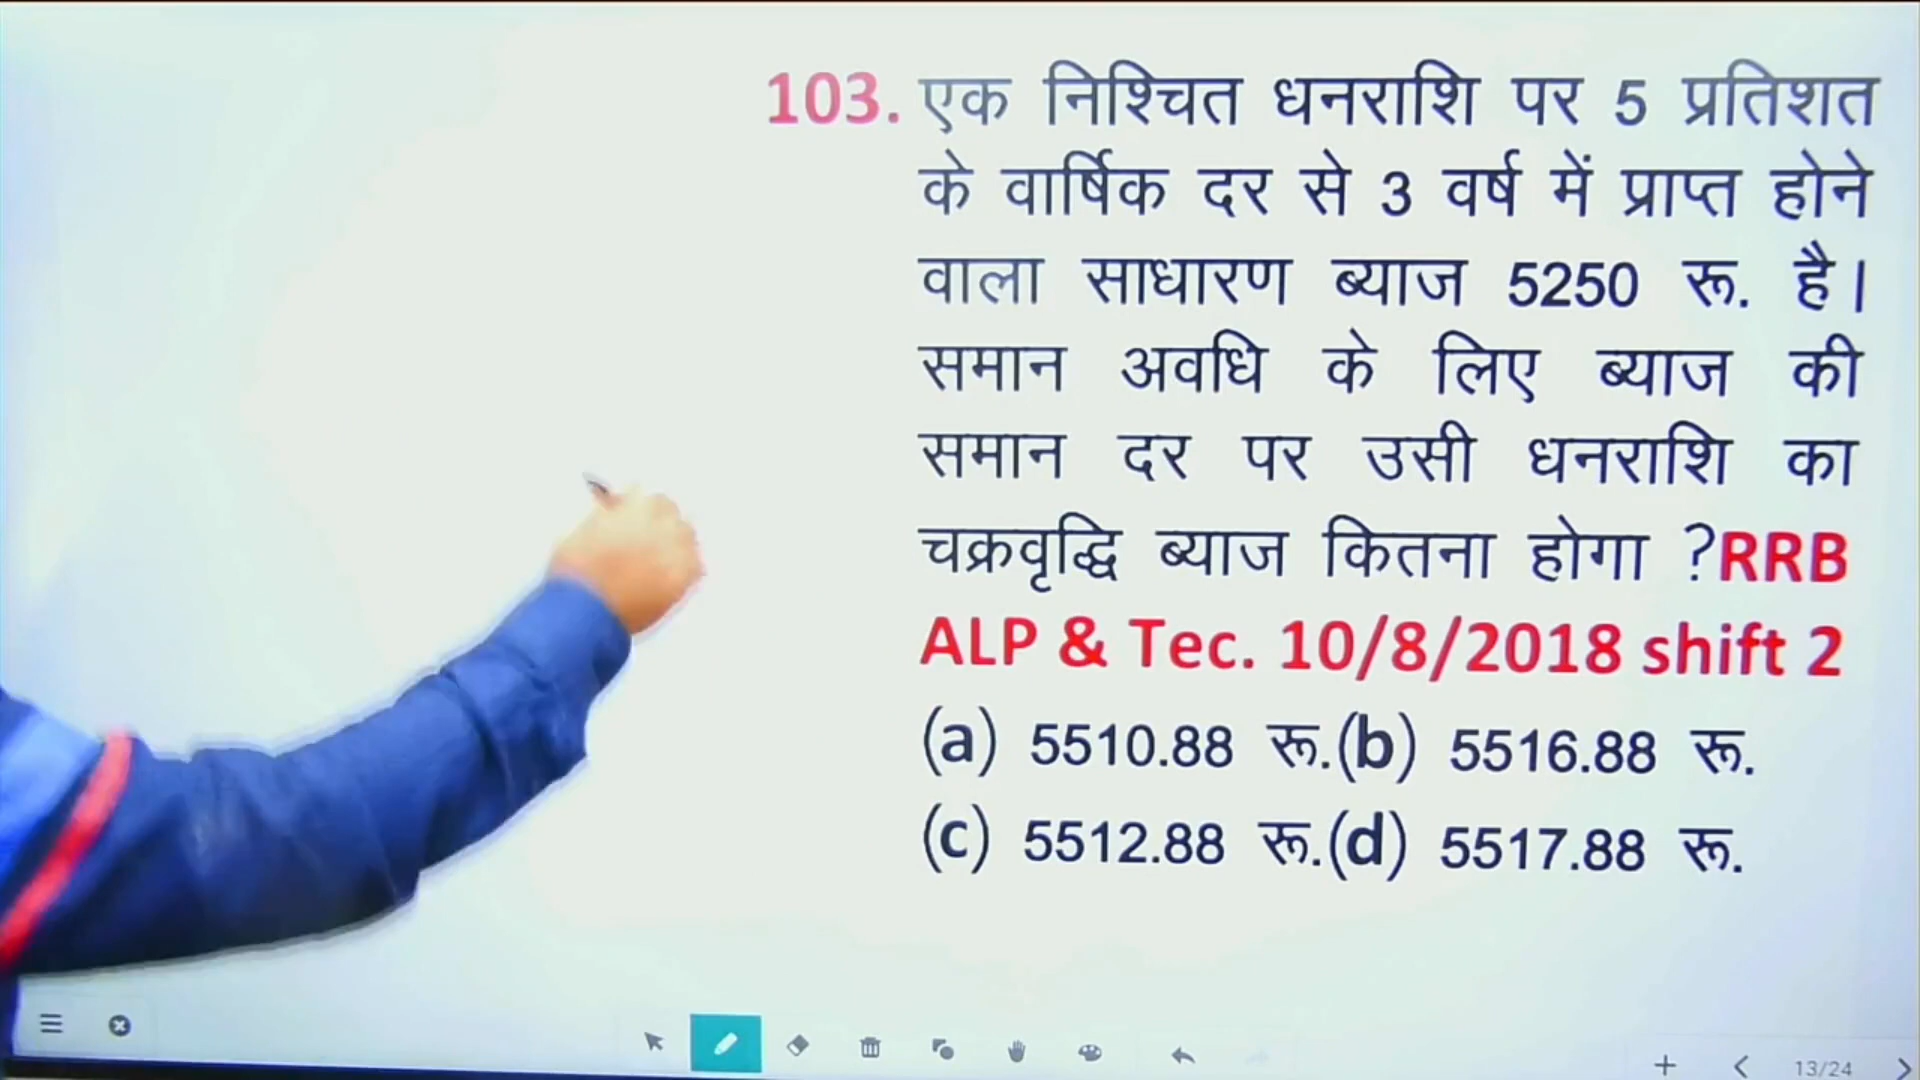 103. एक निश्चित धनराशि पर 5 प्रतिशत
के वार्षिक दर से 3 वर्ष में प्राप्त होने
वाला साधारण ब्याज 5250 रू. है।
समान अवधि के लिए ब्याज की
समान दर पर उसी धनराशि का
चक्रवृद्धि ब्याज कितना होगा ?RRB
ALP & Tec. 10/8/2018 shift 2
(a) 5510.88 रू.(b) 5516.88 रू.
(c) 5512.88 रू.(d) 5517.88 रू.
13/24